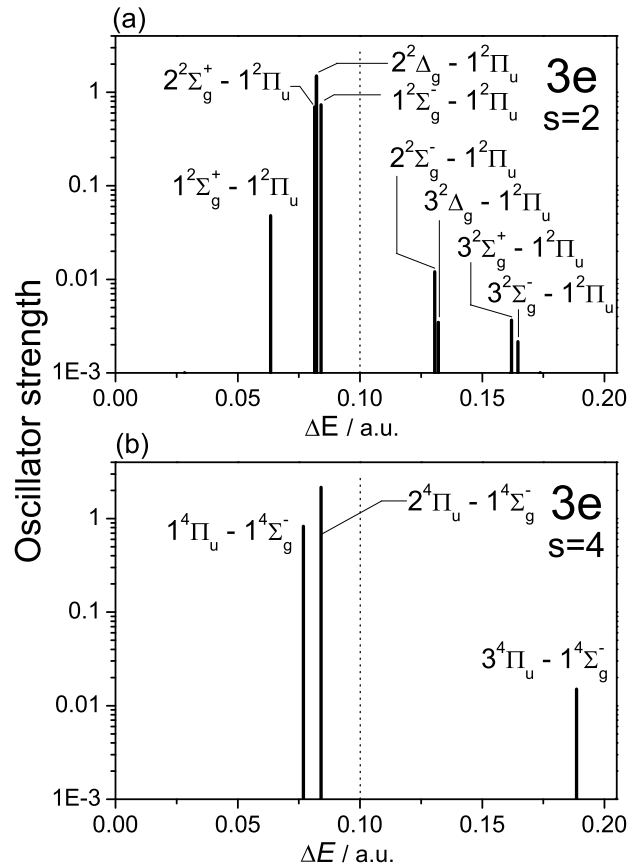 Oscillator strength
(a)
3e
s=2
2²Σg⁺ - 1²Πu
2²Δg - 1²Πu
1²Σg⁻ - 1²Πu
1²Σg⁺ - 1²Πu
2²Σg⁻ - 1²Πu
3²Δg - 1²Πu
3²Σg⁺ - 1²Πu
3²Σg⁻ - 1²Πu
1
0.1
0.01
1E-3
0.00 0.05 0.10 0.15 0.20
ΔE / a.u.
(b)
3e
s=4
1⁴Πu - 1⁴Σg⁻
2⁴Πu - 1⁴Σg⁻
3⁴Πu - 1⁴Σg⁻
1
0.1
0.01
1E-3
0.00 0.05 0.10 0.15 0.20
ΔE / a.u.